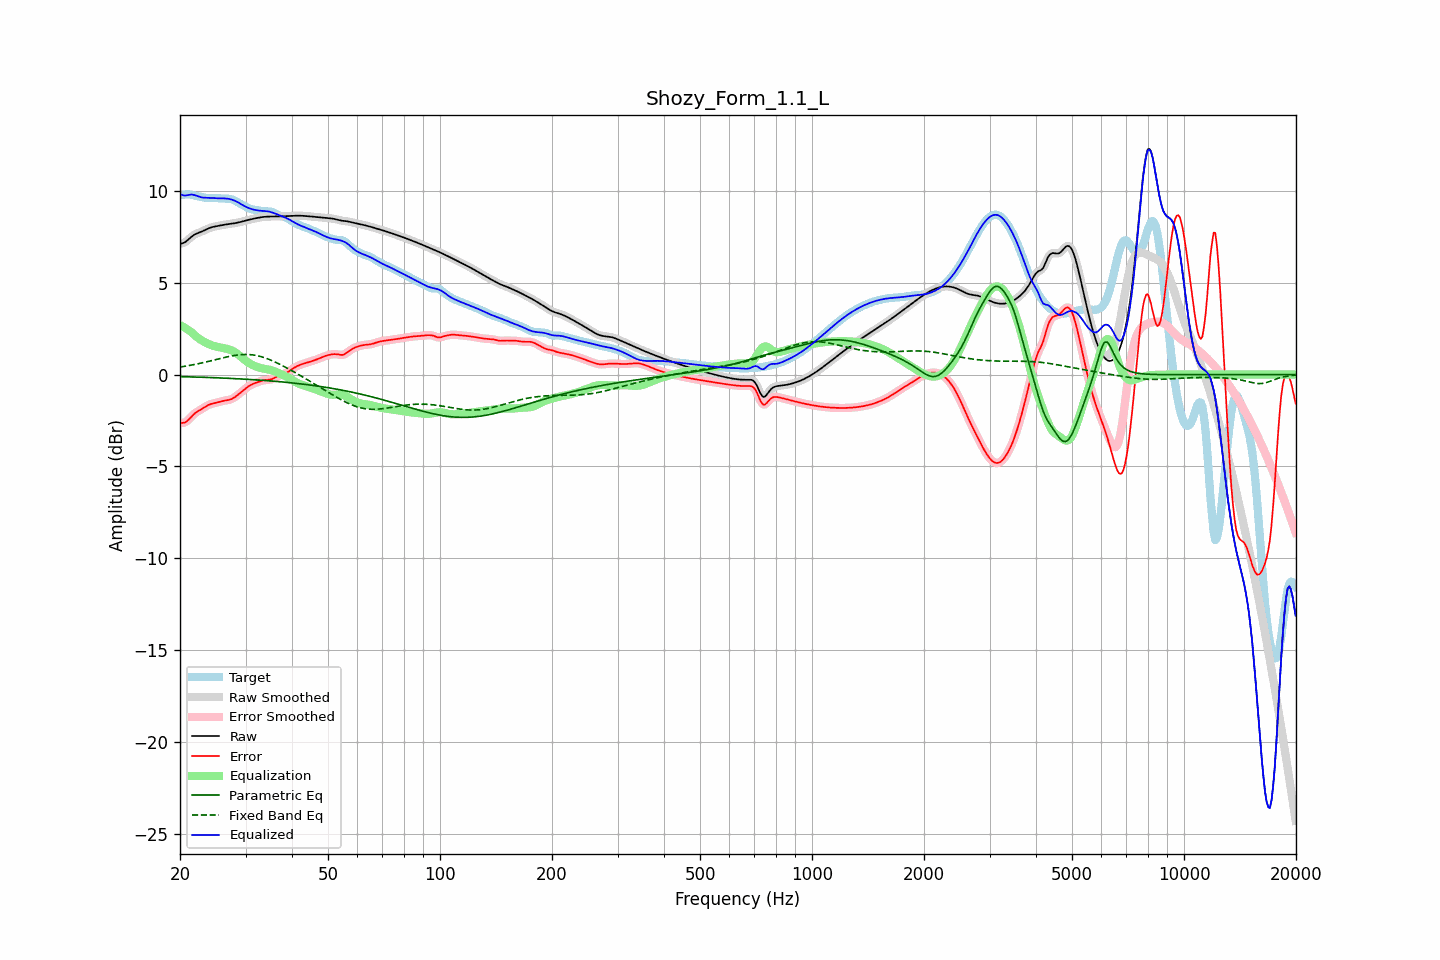 Shozy_Form_1.1_L
Amplitude (dBr)
10
5
0
−5
−10
−15
−20
−25
Target
Raw Smoothed
Error Smoothed
Raw
Error
Equalization
Parametric Eq
Fixed Band Eq
Equalized
20 50 100 200 500 1000 2000 5000 10000 20000
Frequency (Hz)